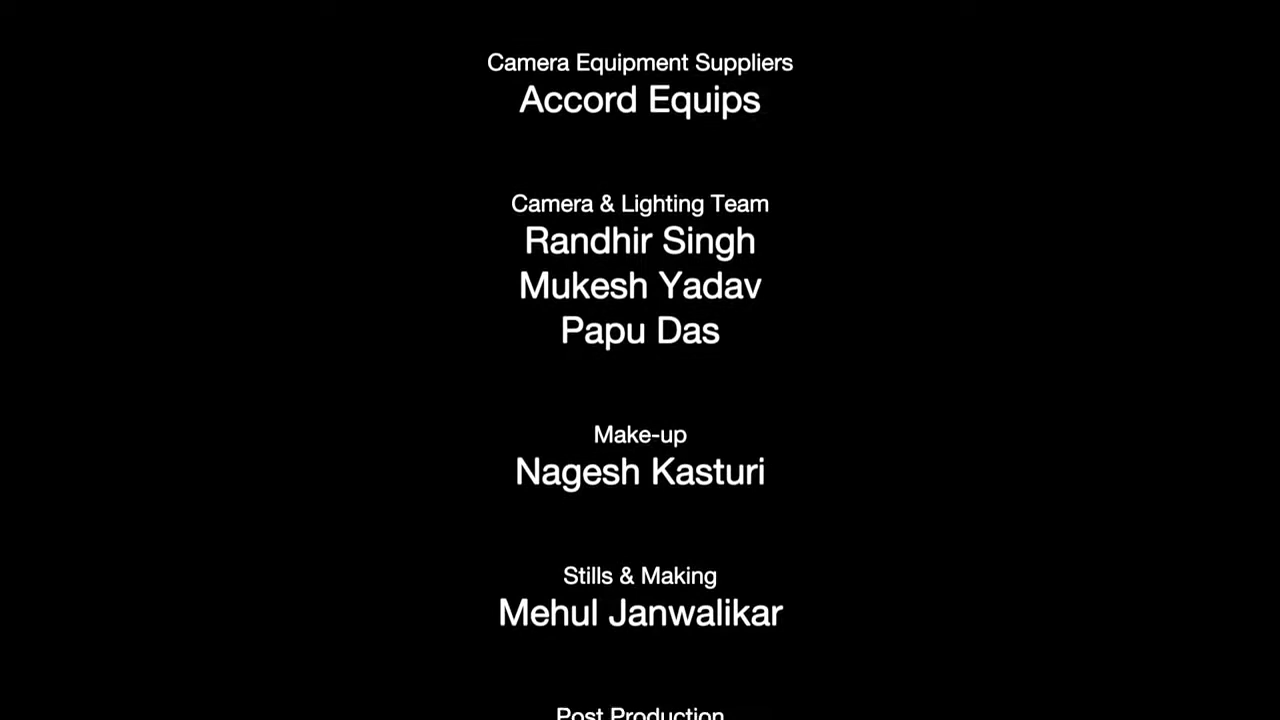 Camera Equipment Suppliers
Accord Equips
Camera & Lighting Team
Randhir Singh
Mukesh Yadav
Papu Das
Make-up
Nagesh Kasturi
Stills & Making
Mehul Janwalikar
Post Production